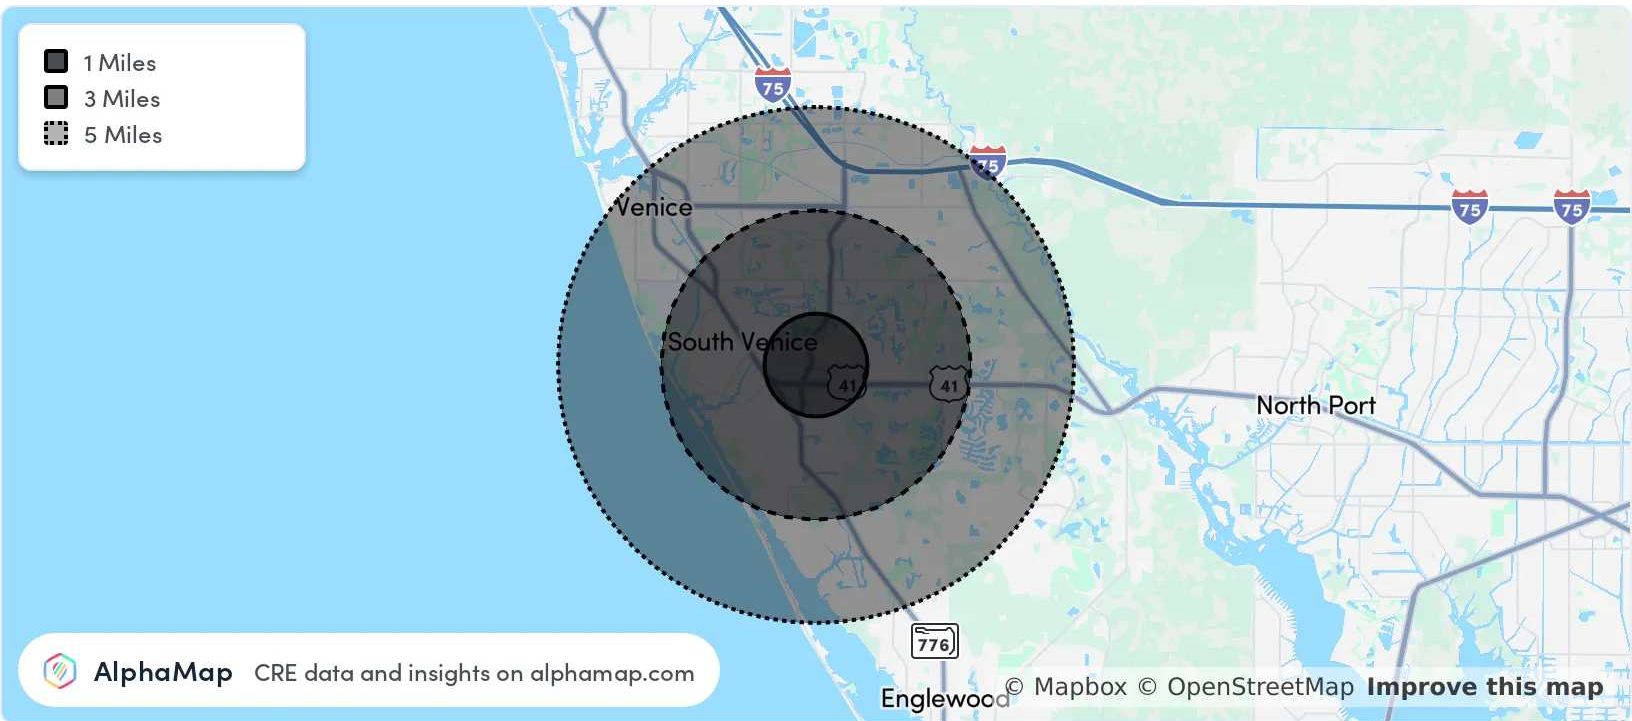 1 Miles
3 Miles
5 Miles
75
75
75
75
Venice
South Venice
41
41
North Port
776
Englewood
AlphaMap CRE data and insights on alphamap.com
© Mapbox © OpenStreetMap Improve this map